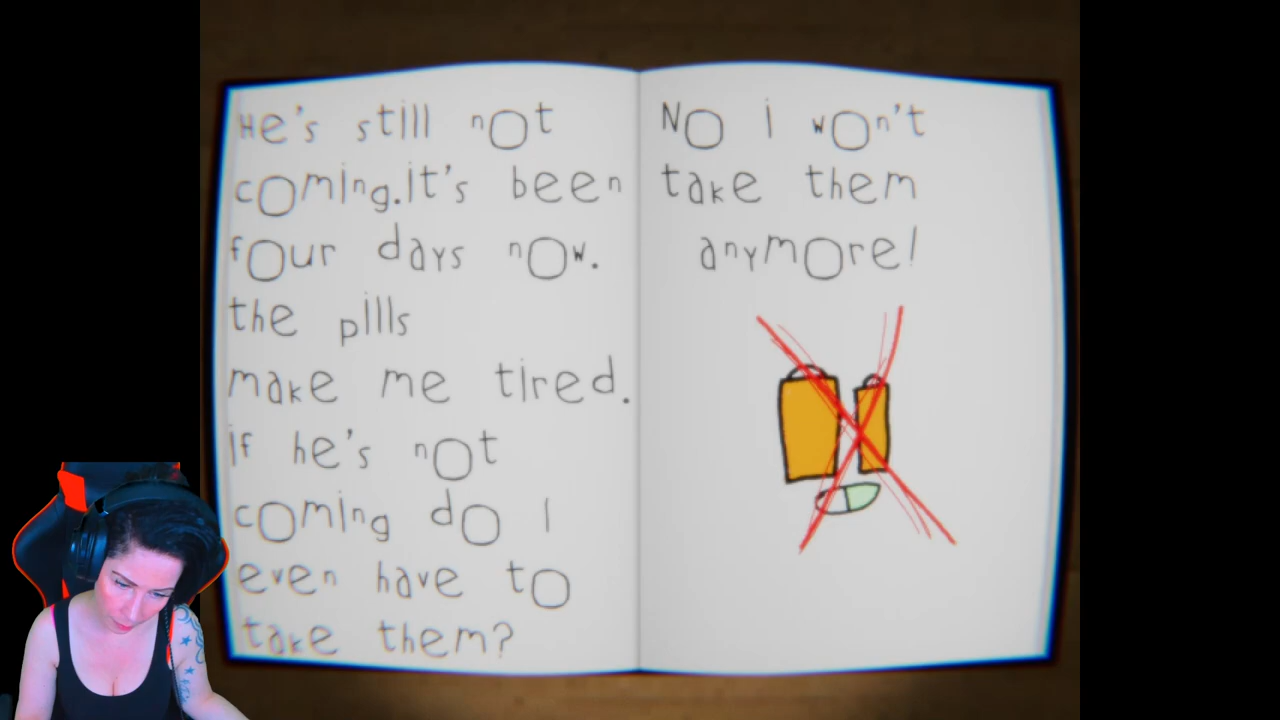 He's still not
coming.it's been
four days now.
the pills
make me tired.
if he's not
coming do I
even have to
take them?
No i won't
take them
anymore!